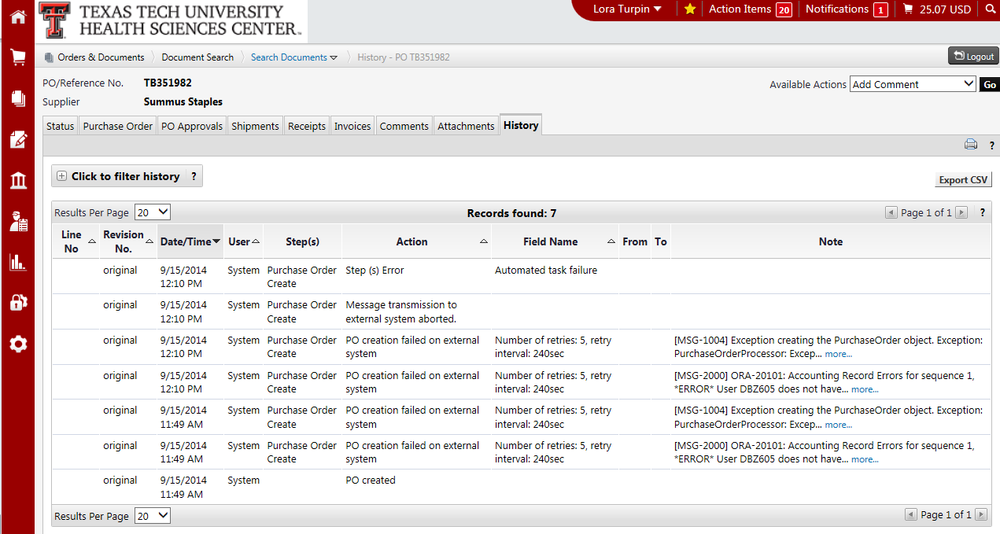 TEXAS TECH UNIVERSITY
HEALTH SCIENCES CENTER.
Lora Turpin Action Items 20 Notifications 1 25.07 USD
Orders & Documents Document Search Search Documents History - PO TB351982 Logout
PO/Reference No. TB351982
Available Actions Add Comment Go
Supplier Summus Staples
Status Purchase Order PO Approvals Shipments Receipts Invoices Comments Attachments History
?
Click to filter history ?
Export CSV
Results Per Page 20 Records found: 7 Page 1 of 1 ?
Line No Revision No. Date/Time User Step(s) Action Field Name From To Note
original 9/15/2014 System Purchase Order Step (s) Error Automated task failure
12:10 PM Create
original 9/15/2014 System Purchase Order Message transmission to
12:10 PM Create external system aborted.
original 9/15/2014 System Purchase Order PO creation failed on external Number of retries: 5, retry [MSG-1004] Exception creating the PurchaseOrder object. Exception:
12:10 PM Create system interval: 240sec PurchaseOrderProcessor: Excep... more...
original 9/15/2014 System Purchase Order PO creation failed on external Number of retries: 5, retry [MSG-2000] ORA-20101: Accounting Record Errors for sequence 1,
12:10 PM Create system interval: 240sec *ERROR* User DBZ605 does not have... more...
original 9/15/2014 System Purchase Order PO creation failed on external Number of retries: 5, retry [MSG-1004] Exception creating the PurchaseOrder object. Exception:
11:49 AM Create system interval: 240sec PurchaseOrderProcessor: Excep... more...
original 9/15/2014 System Purchase Order PO creation failed on external Number of retries: 5, retry [MSG-2000] ORA-20101: Accounting Record Errors for sequence 1,
11:49 AM Create system interval: 240sec *ERROR* User DBZ605 does not have... more...
original 9/15/2014 System PO created
11:49 AM
Results Per Page 20 Page 1 of 1